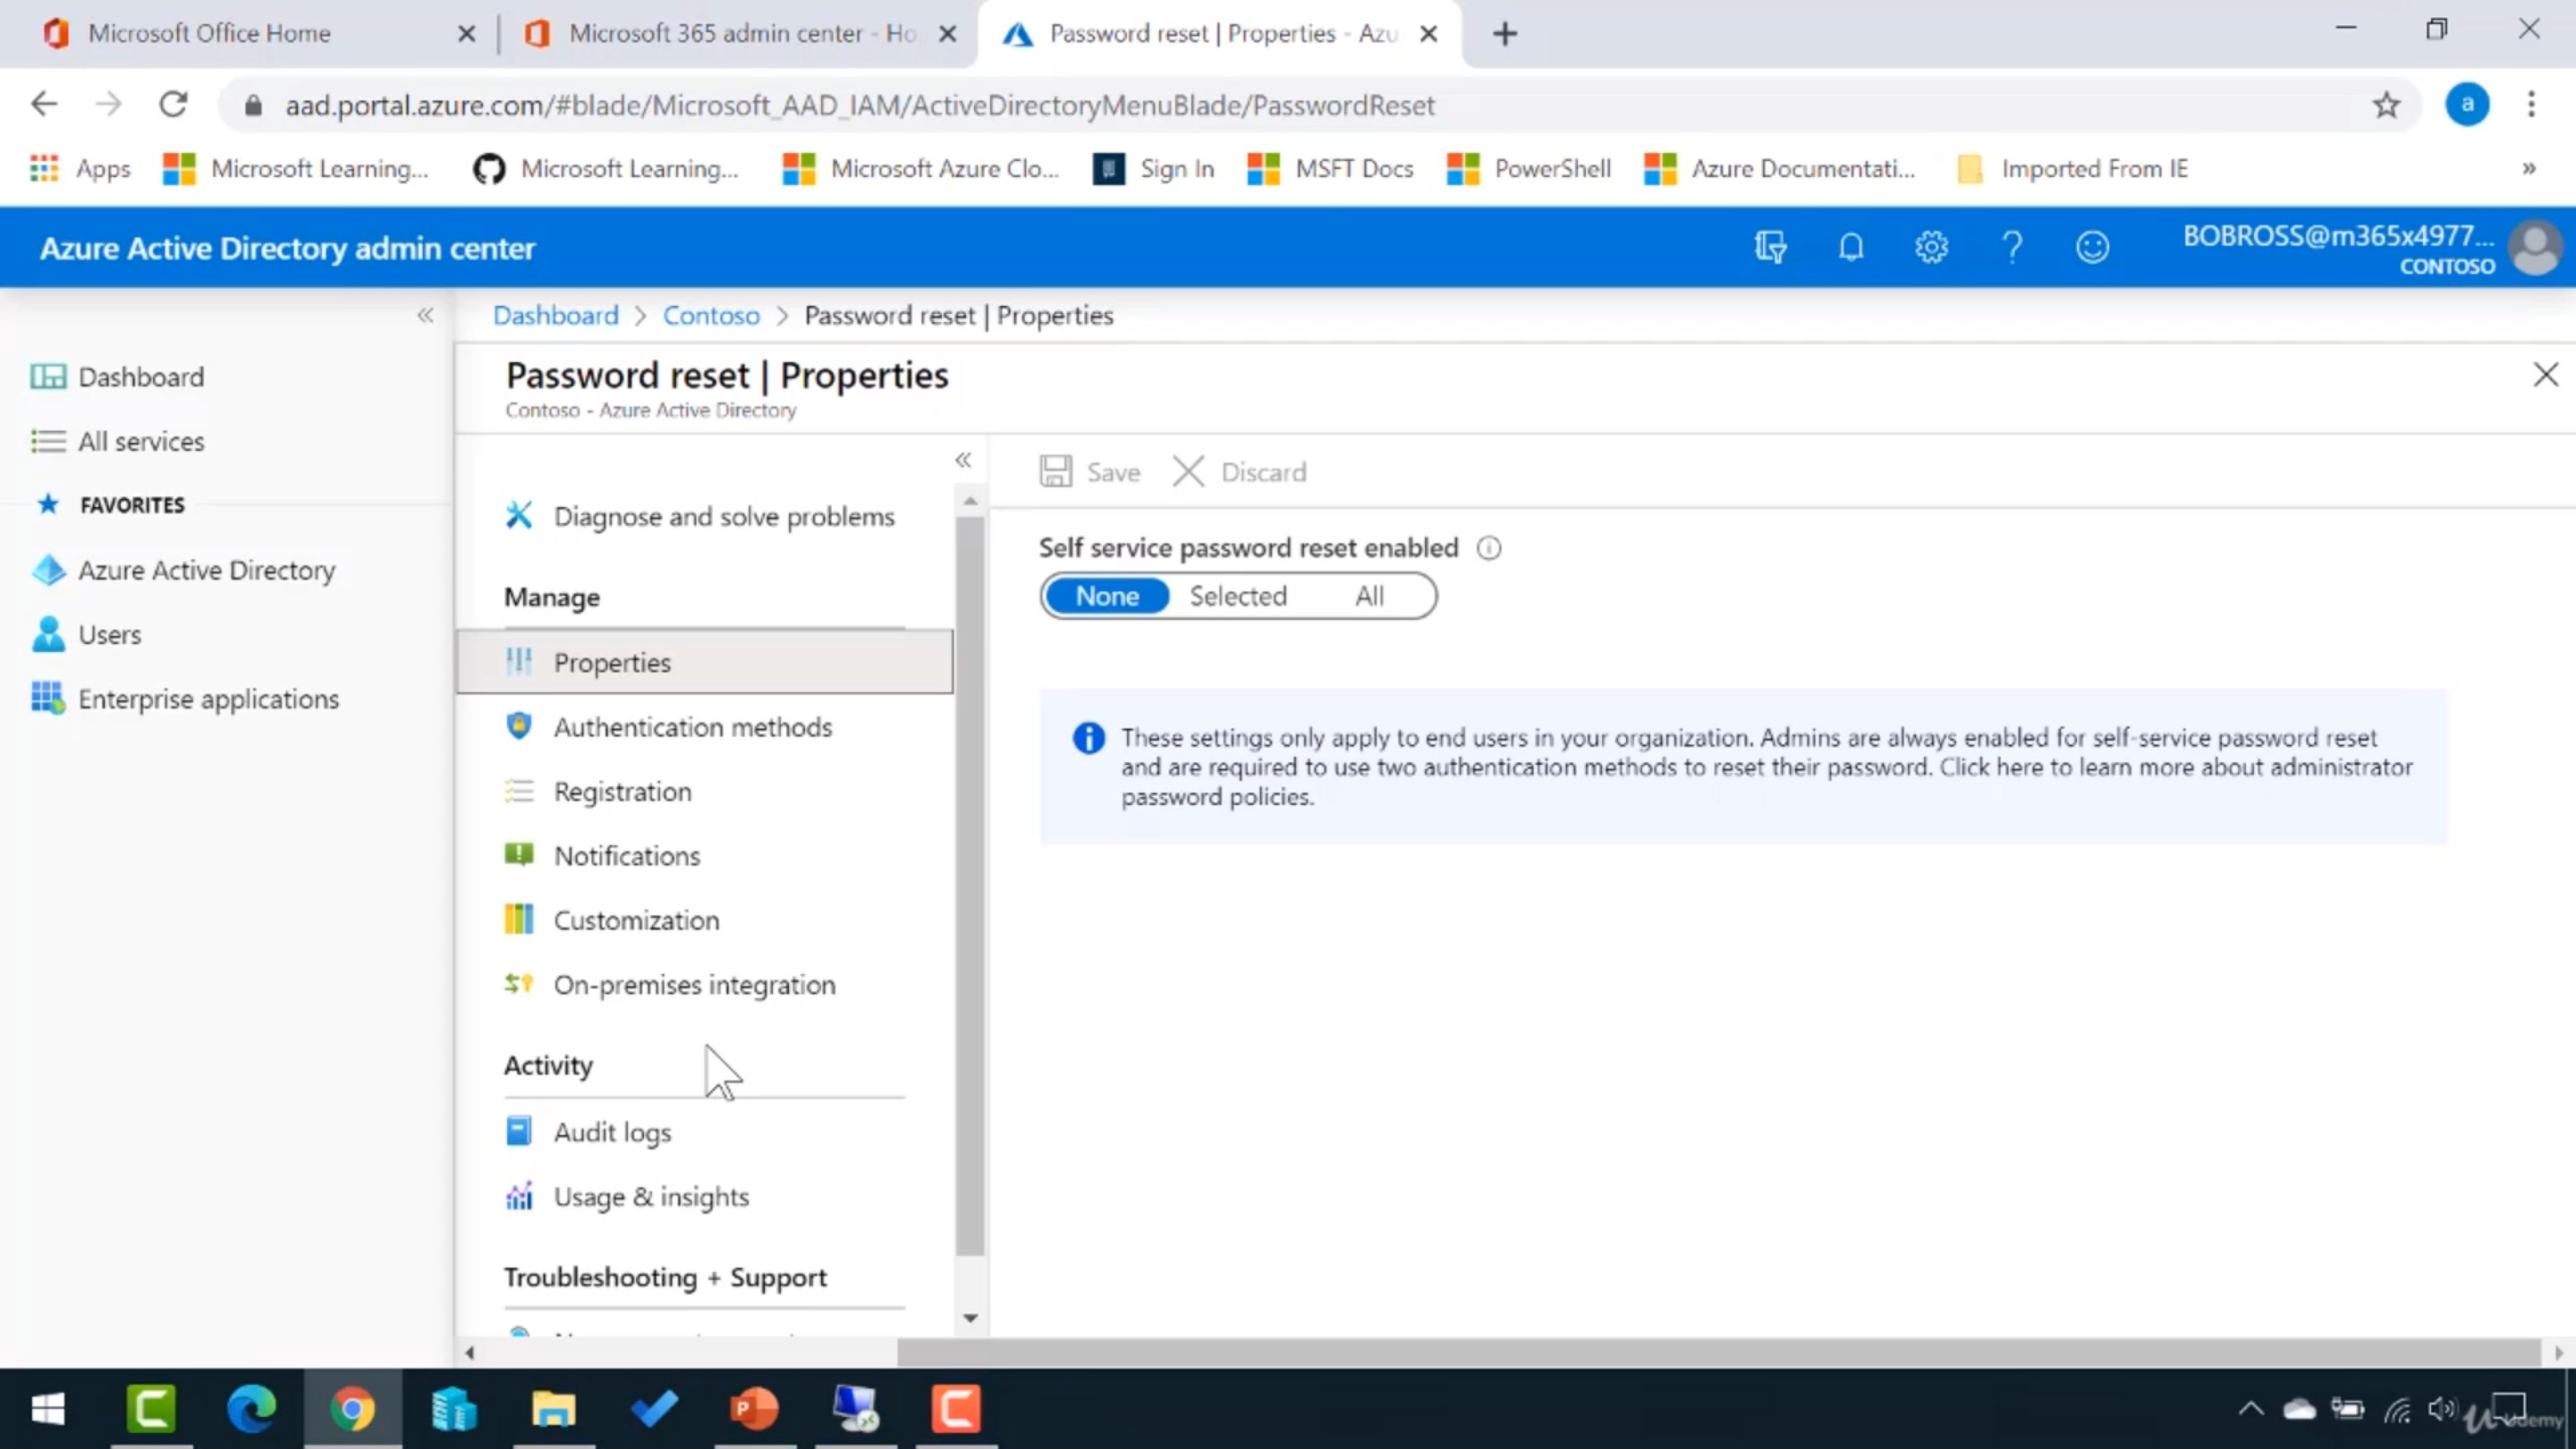 Microsoft Office Home
Microsoft 365 admin center - Ho
Password reset | Properties - Azu
aad.portal.azure.com/#blade/Microsoft_AAD_IAM/ActiveDirectoryMenuBlade/PasswordReset
a
Apps
Microsoft Learning...
Microsoft Learning...
Microsoft Azure Clo...
Sign In
MSFT Docs
PowerShell
Azure Documentati...
Imported From IE
»
Azure Active Directory admin center
BOBROSS@m365x4977...
CONTOSO
Dashboard > Contoso > Password reset | Properties
Dashboard
All services
FAVORITES
Azure Active Directory
Users
Enterprise applications
Password reset | Properties
Contoso - Azure Active Directory
Diagnose and solve problems
Manage
Properties
Authentication methods
Registration
Notifications
Customization
On-premises integration
Activity
Audit logs
Usage & insights
Troubleshooting + Support
Save
Discard
Self service password reset enabled
None
Selected
All
These settings only apply to end users in your organization. Admins are always enabled for self-service password reset
and are required to use two authentication methods to reset their password. Click here to learn more about administrator
password policies.
Udemy